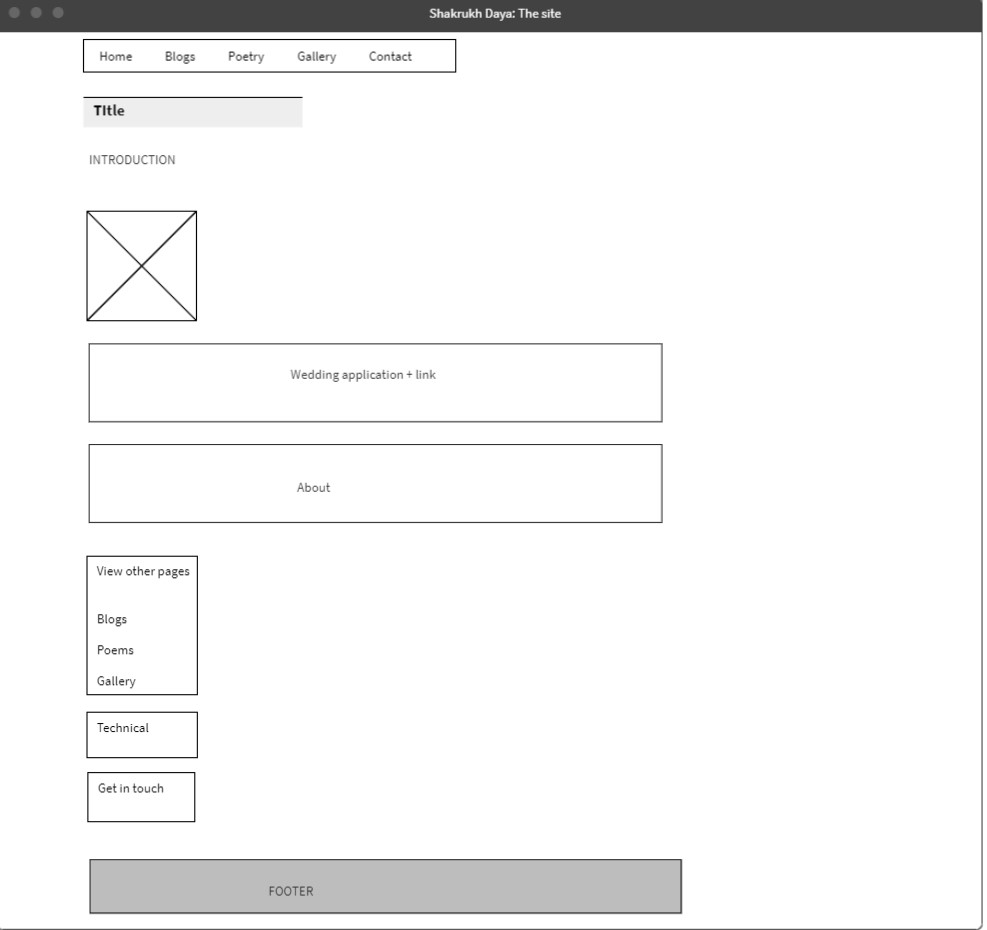 Shakrukh Daya: The site
Home Blogs Poetry Gallery Contact
TItle
INTRODUCTION
Wedding application + link
About
View other pages
Blogs
Poems
Gallery
Technical
Get in touch
FOOTER